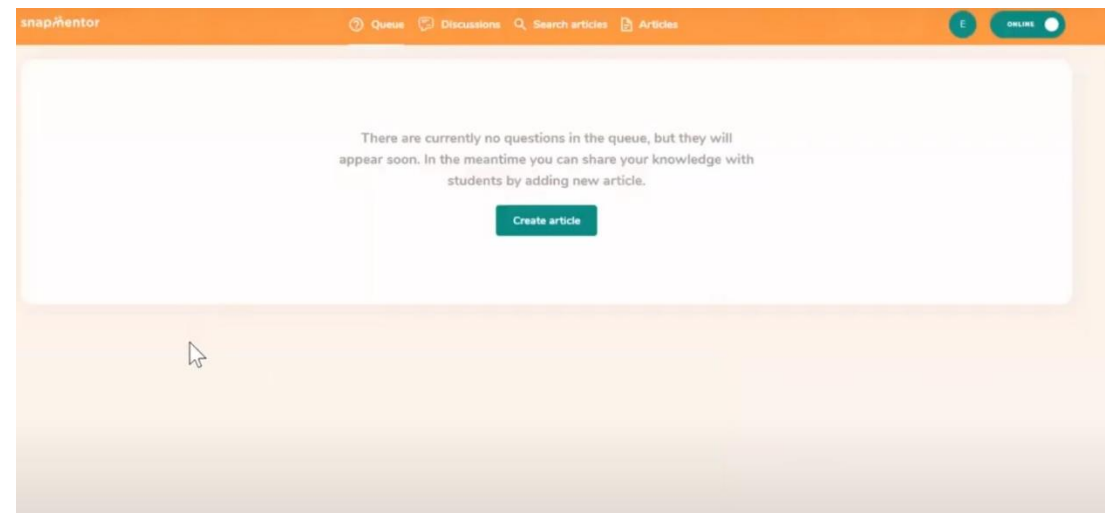 snapmentor
Queue Discussions Search articles Articles E ONLINE
There are currently no questions in the queue, but they will
appear soon. In the meantime you can share your knowledge with
students by adding new article.
Create article